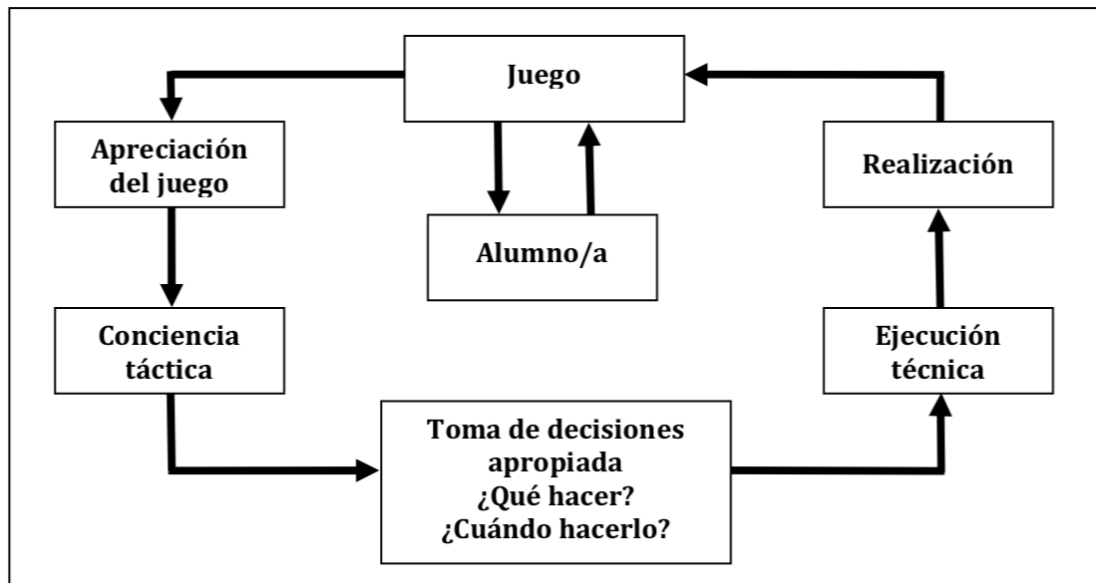 Juego
Apreciación
del juego
Realización
Alumno/a
Conciencia
táctica
Ejecución
técnica
Toma de decisiones
apropiada
¿Qué hacer?
¿Cuándo hacerlo?